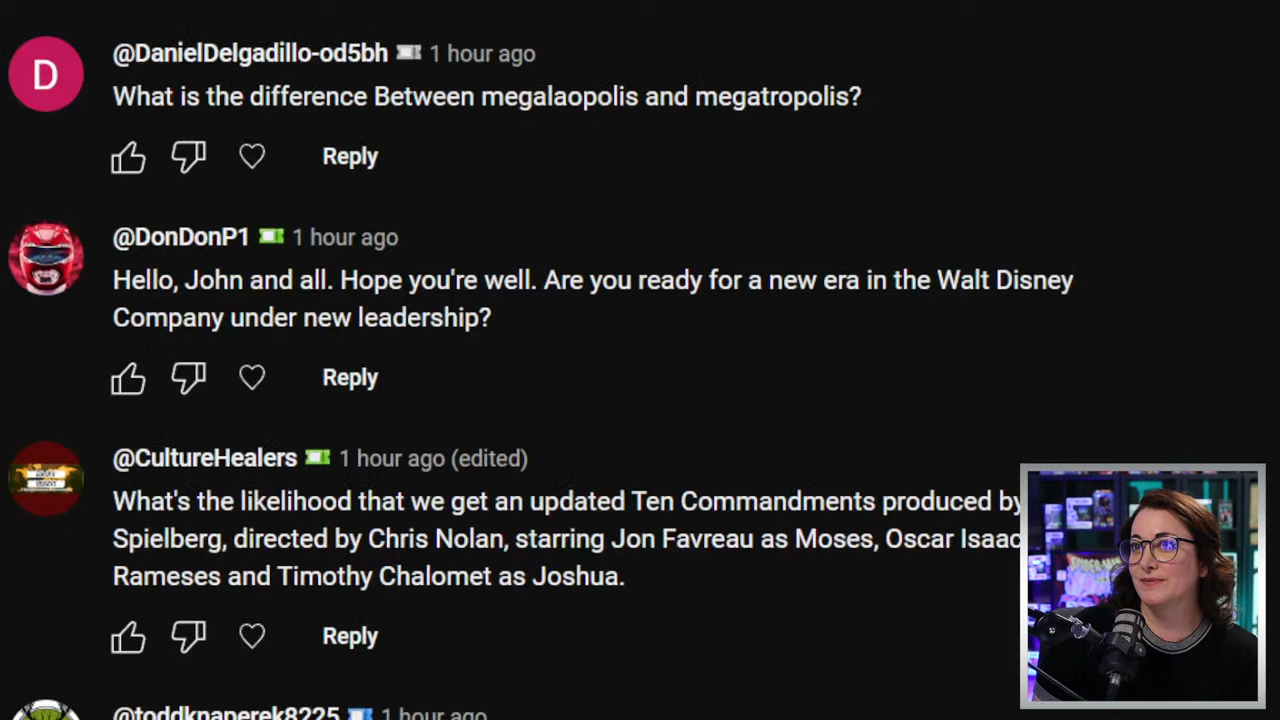 D
@DanielDelgadillo-od5bh 1 hour ago
What is the difference Between megalaopolis and megatropolis?
Reply
@DonDonP1 1 hour ago
Hello, John and all. Hope you're well. Are you ready for a new era in the Walt Disney
Company under new leadership?
Reply
@CultureHealers 1 hour ago (edited)
What's the likelihood that we get an updated Ten Commandments produced by
Spielberg, directed by Chris Nolan, starring Jon Favreau as Moses, Oscar Isaac
Rameses and Timothy Chalomet as Joshua.
Reply
@toddknaperek8225 1 hour ago